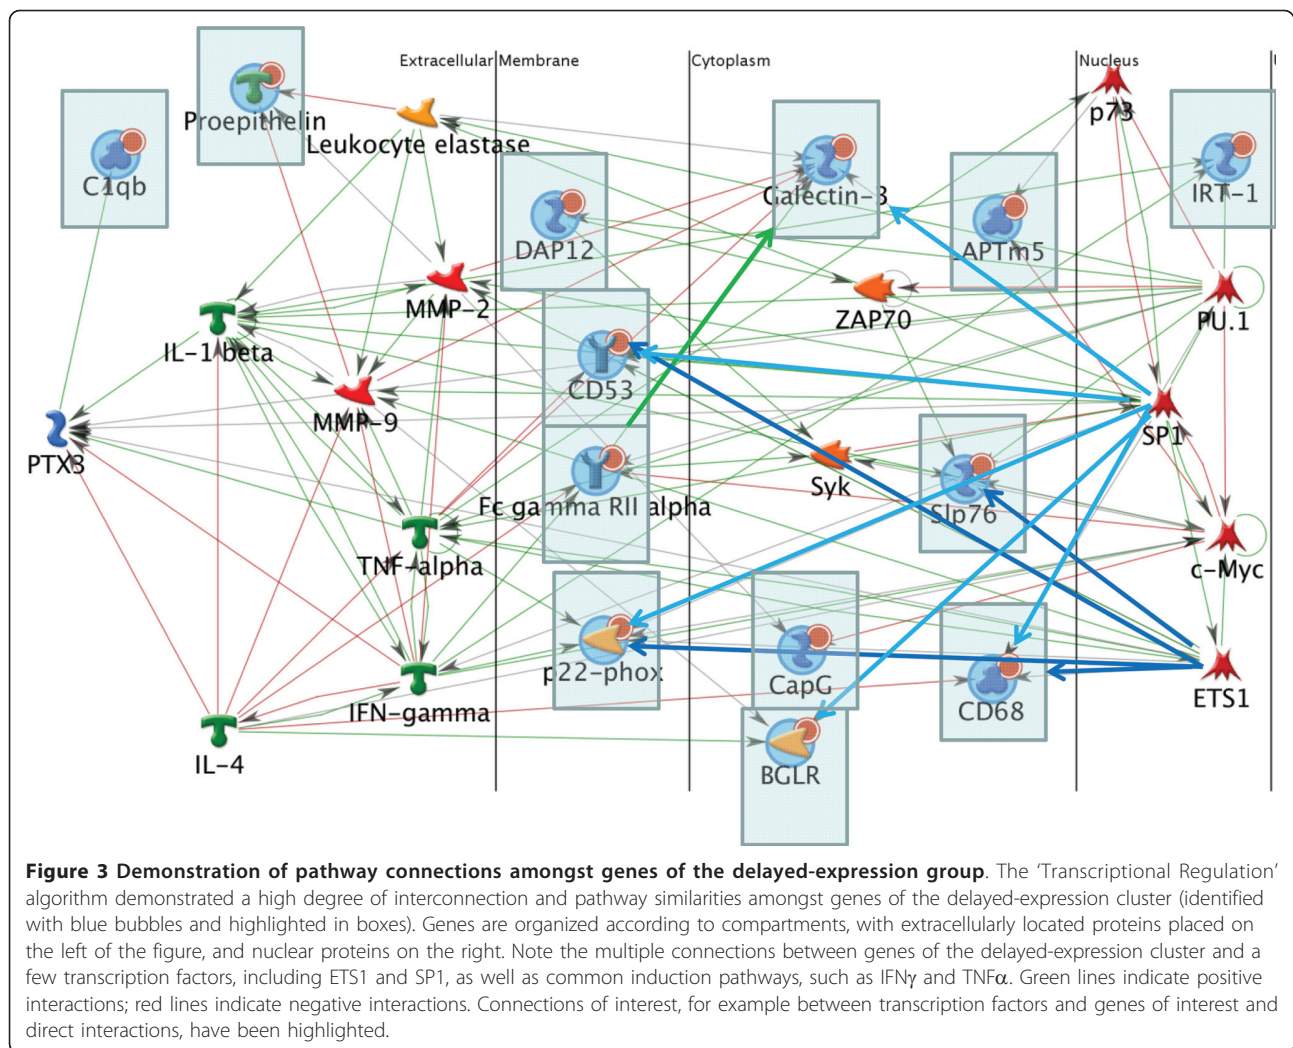 Extracellular Membrane Cytoplasm Nucleus
p73
Proepithelin
Leukocyte elastase
C1qb
Galectin-3
IRT-1
DAP12
APTm5
MMP-2
ZAP70
PU.1
IL-1 beta
CD53
MMP-9
SP1
PTX3
Syk
Fc gamma RII alpha
Slp76
TNF-alpha
c-Myc
p22-phox
CapG
ETS1
IFN-gamma
CD68
IL-4
BGLR
Figure 3 Demonstration of pathway connections amongst genes of the delayed-expression group. The 'Transcriptional Regulation'
algorithm demonstrated a high degree of interconnection and pathway similarities amongst genes of the delayed-expression cluster (identified
with blue bubbles and highlighted in boxes). Genes are organized according to compartments, with extracellularly located proteins placed on
the left of the figure, and nuclear proteins on the right. Note the multiple connections between genes of the delayed-expression cluster and a
few transcription factors, including ETS1 and SP1, as well as common induction pathways, such as IFNγ and TNFα. Green lines indicate positive
interactions; red lines indicate negative interactions. Connections of interest, for example between transcription factors and genes of interest and
direct interactions, have been highlighted.